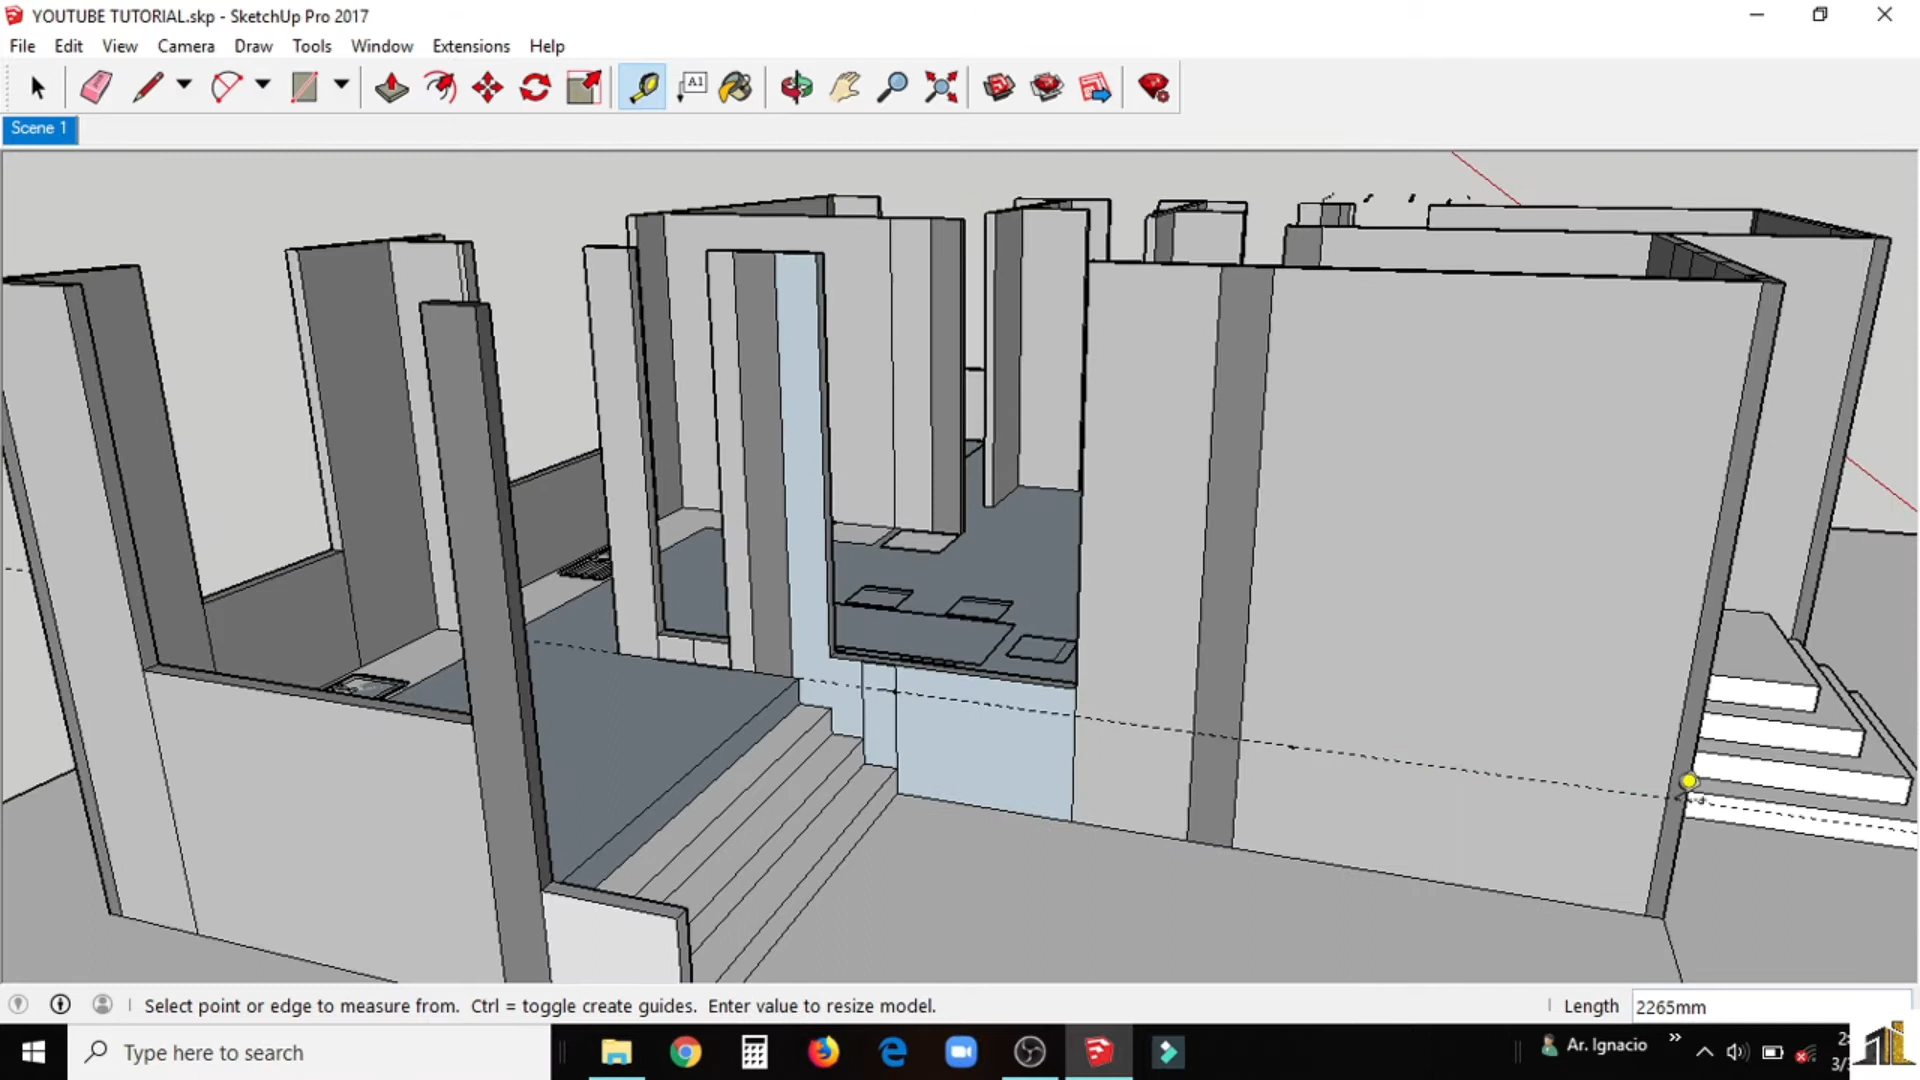 YOUTUBE TUTORIAL.skp - SketchUp Pro 2017
File Edit View Camera Draw Tools Window Extensions Help
A1
Scene 1
Select point or edge to measure from. Ctrl = toggle create guides. Enter value to resize model.
Length 2265mm
Type here to search
Ar. Ignacio